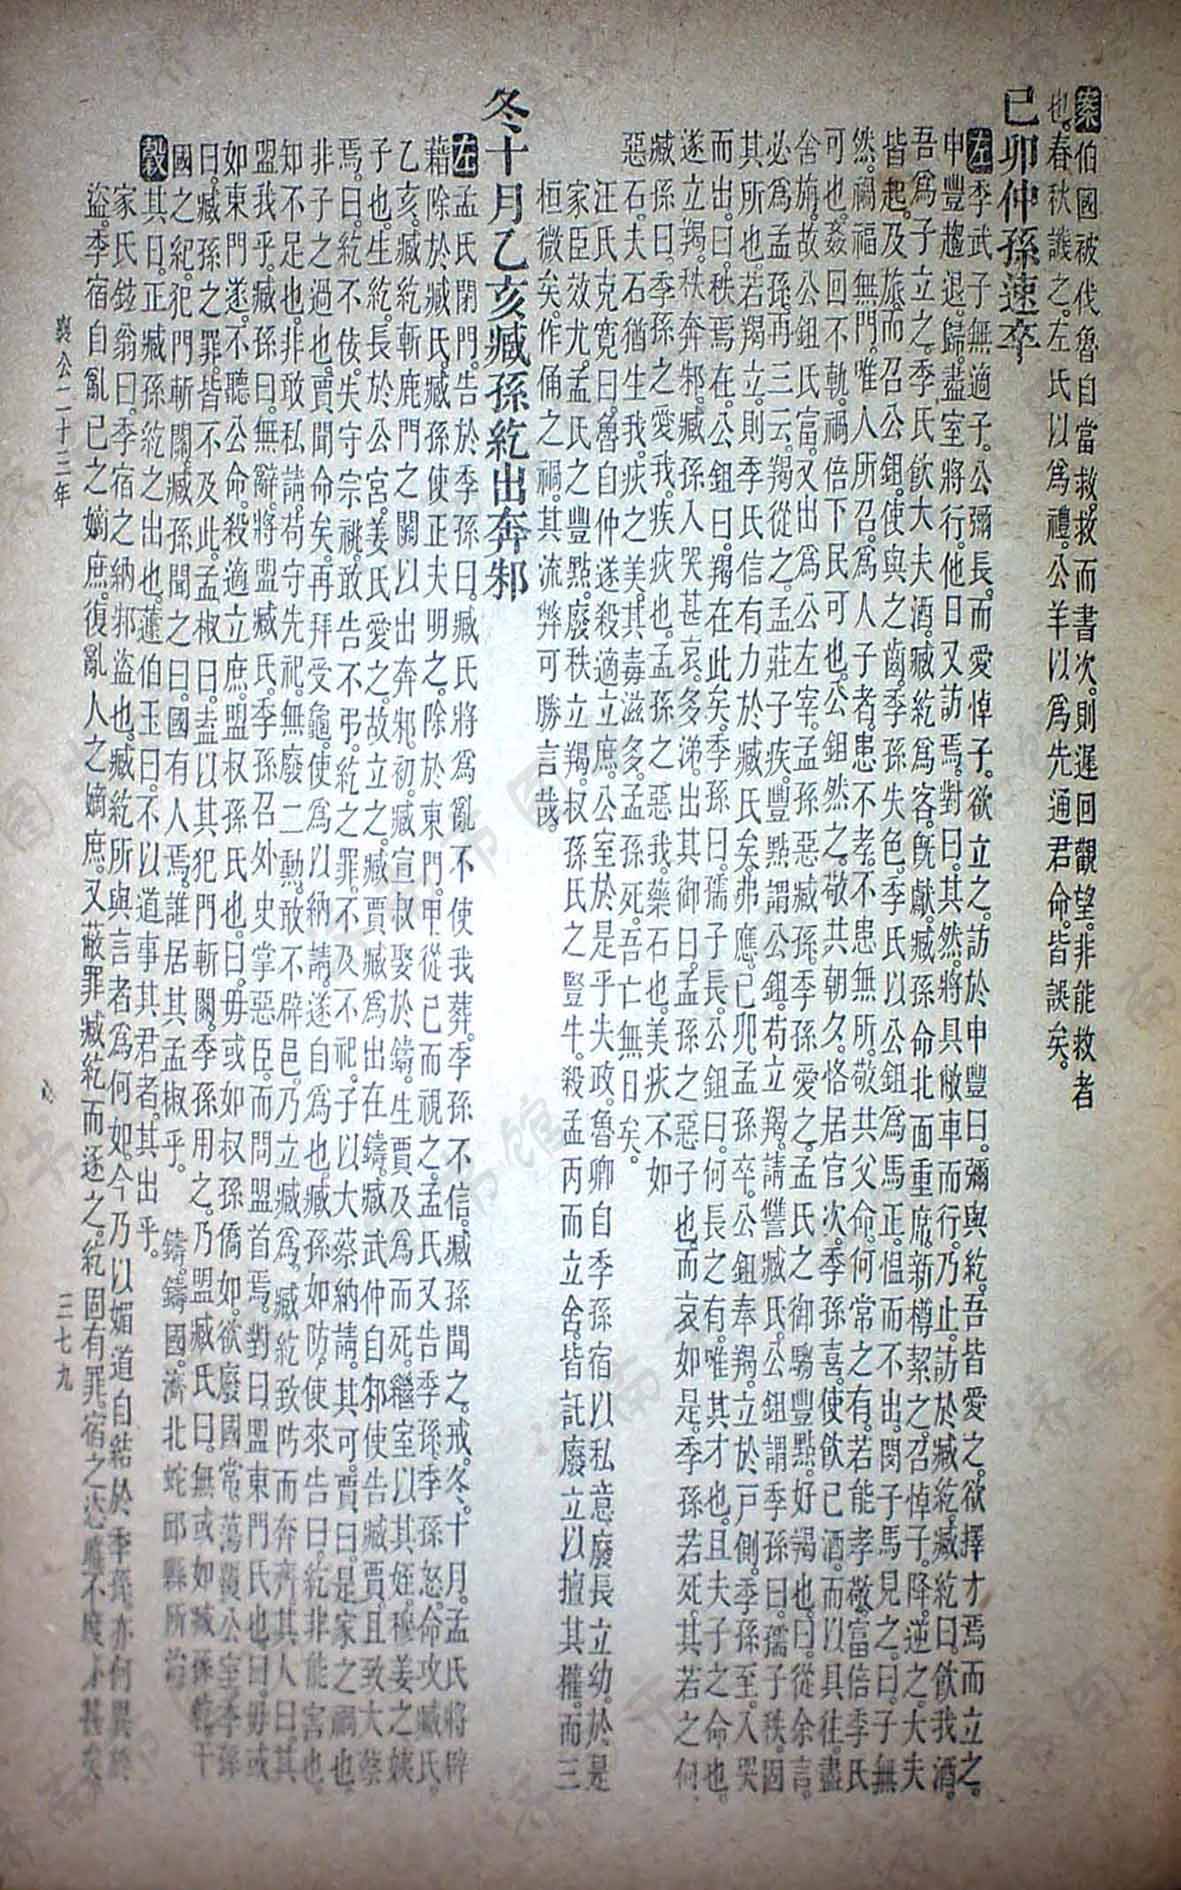 案伯國被伐魯自當救救而書次則遲回觀望非能救者
也春秋譏之左氏以爲禮公羊以爲先通君命皆誤矣。
己卯仲孫速卒
左季武子無適子。公彌長。而愛悼子。欲立之。訪於申豐曰。彌與紇。吾皆愛之。欲擇才焉而立之。
申豐趨退。歸。盡室將行。他日又訪焉。對曰。其然。將具敝車而行。乃止。訪於臧紇。臧紇曰。飮我酒。
吾爲子立之。季氏飮大夫酒。臧紇爲客。旣獻。臧孫命北面重席。新樽絜之。召悼子。降逆之。大夫
皆起。及旅。而召公鉏。使與之齒。季孫失色。季氏以公鉏爲馬正。慍而不出。閔子馬見之。曰。子無
然。禍福無門。唯人所召。爲人子者。患不孝。不患無所。敬共父命。何常之有。若能孝敬。富倍季氏
可也。姦回不軌。禍倍下民可也。公鉏然之。敬共朝夕。恪居官次。季孫喜。使飮已酒。而以具往。盡
舍旃。故公鉏氏富。又出爲公左宰。孟孫惡臧孫。季孫愛之。孟氏之御騶豐點。好羯也。曰。從余言。
必爲孟孫。再三云。羯從之。孟莊子疾。豐點謂公鉏。苟立羯。請讐臧氏。公鉏謂季孫曰。孺子秩。固
其所也。若羯立。則季氏信有力於臧氏矣。弗應。己卯。孟孫卒。公鉏奉羯。立於戶側。季孫至。入哭
而出。曰。秩焉在。公鉏曰。羯在此矣。季孫曰。孺子長。公鉏曰。何長之有。唯其才也。且夫子之命也。
遂立羯。秩奔邾。臧孫入哭甚哀。多涕。出其御曰。孟孫之惡子也。而哀如是。季孫若死。其若之何。
臧孫曰。季孫之愛我。疾疢也。孟孫之惡我。藥石也。美疢不如
惡石。夫石猶生我。疢之美。其毒滋多。孟孫死。吾亡無日矣。
汪氏克寬曰。魯自仲遂殺適立庶。公室於是乎失政。魯卿自季孫宿以私意廢長立幼。於是
家臣效尤。孟氏之豐點。廢秩立羯。叔孫氏之豎牛。殺孟丙而立舍。皆託廢立以擅其權。而三
桓微矣。作俑之禍。其流弊可勝言哉。
冬十月乙亥臧孫紇出奔邾
左孟氏閉門。告於季孫曰。臧氏將爲亂。不使我葬。季孫不信。臧孫聞之。戒。冬。十月。孟氏將辟
藉除於臧氏。臧孫使正夫明之。除於東門。甲從已而視之。孟氏又告季孫。季孫怒。命攻臧氏。
乙亥。臧紇斬鹿門之關以出奔邾。初。臧宣叔娶於鑄。生賈及爲而死。繼室以其姪。穆姜之姨
子也。生紇。長於公宮。姜氏愛之。故立之。臧賈臧爲出在鑄。臧武仲自邾使告臧賈。且致大蔡
焉。曰。紇不佞。失守宗祧。敢告不弔。紇之罪。不及不祀。子以大蔡納請。其可。賈曰。是家之禍也
非子之過也。賈聞命矣。再拜受龜。使爲以納請。遂自爲也。臧孫如防。使來告曰。紇非能害也
知不足也。非敢私請。苟守先祀。無廢二勳。敢不辟邑。乃立臧爲。臧紇致防而奔齊。其人曰。其
盟我乎。臧孫曰。無辭。將盟臧氏。季孫召外史掌惡臣。而問盟首焉。對曰。盟東門氏也。曰。毋或
如東門遂。不聽公命。殺適立庶。盟叔孫氏也。曰。毋或如叔孫僑如。欲廢國常。蕩覆公室。季孫
曰。臧孫之罪。皆不及此。孟椒曰。盍以其犯門斬關。季孫用之。乃盟臧氏。曰。無或如臧孫紇。干
國之紀。犯門斬關。臧孫聞之曰。國有人焉。誰居其孟椒乎。 鑄。鑄國。濟北蛇邱縣所治
穀其日。正臧孫紇之出也。蘧伯玉曰。不以道事其君者。其出乎。
家氏鉉翁曰。季宿之納邾盜也。臧紇所與言者爲何如。今乃以媚道自結於季孫。亦何異於
盜。季宿自亂已之嫡庶。復亂人之嫡庶。又蔽罪臧紇而逐之。紇固有罪。宿之恣雖不度亦甚矣
襄公二十三年
三七九